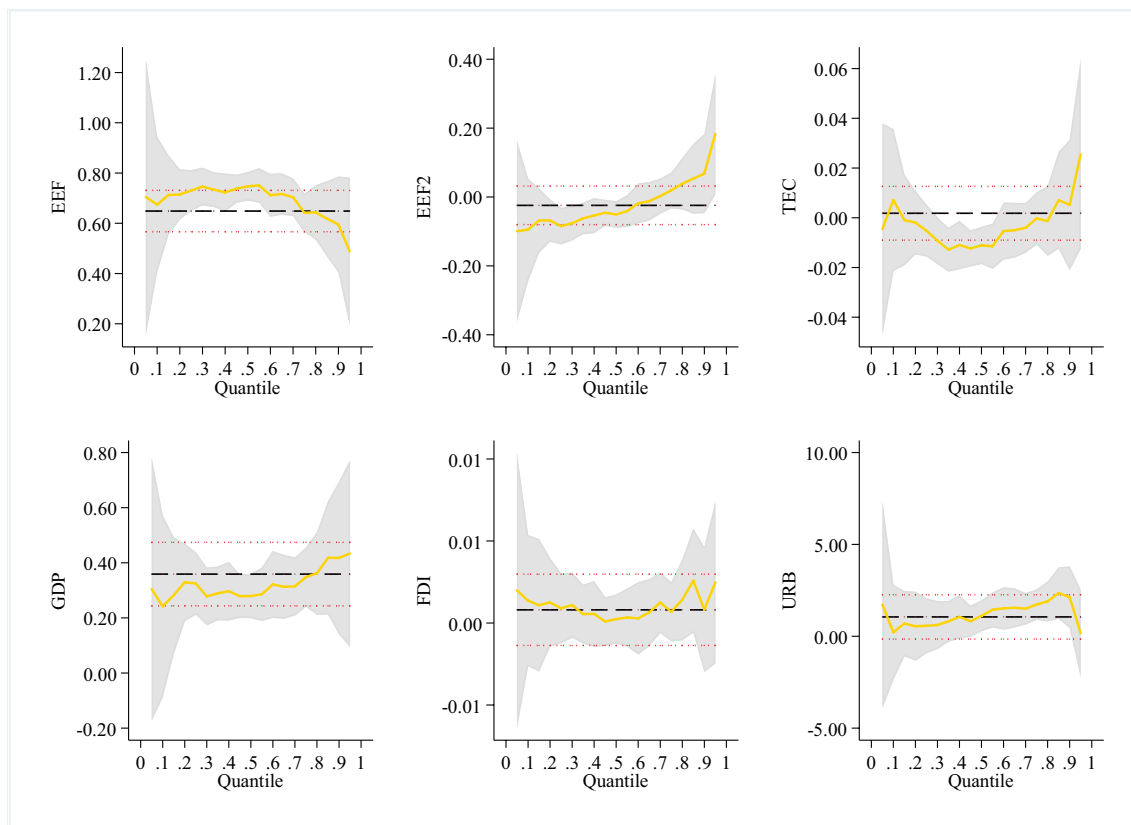 EEF
1.20
1.00
0.80
0.60
0.40
0.20
0 .1 .2 .3 .4 .5 .6 .7 .8 .9 1
Quantile
EEF2
0.40
0.20
0.00
-0.20
-0.40
0 .1 .2 .3 .4 .5 .6 .7 .8 .9 1
Quantile
TEC
0.06
0.04
0.02
0.00
-0.02
-0.04
0 .1 .2 .3 .4 .5 .6 .7 .8 .9 1
Quantile
GDP
0.80
0.60
0.40
0.20
0.00
-0.20
0 .1 .2 .3 .4 .5 .6 .7 .8 .9 1
Quantile
FDI
0.01
0.01
0.00
-0.01
0 .1 .2 .3 .4 .5 .6 .7 .8 .9 1
Quantile
URB
10.00
5.00
0.00
-5.00
0 .1 .2 .3 .4 .5 .6 .7 .8 .9 1
Quantile